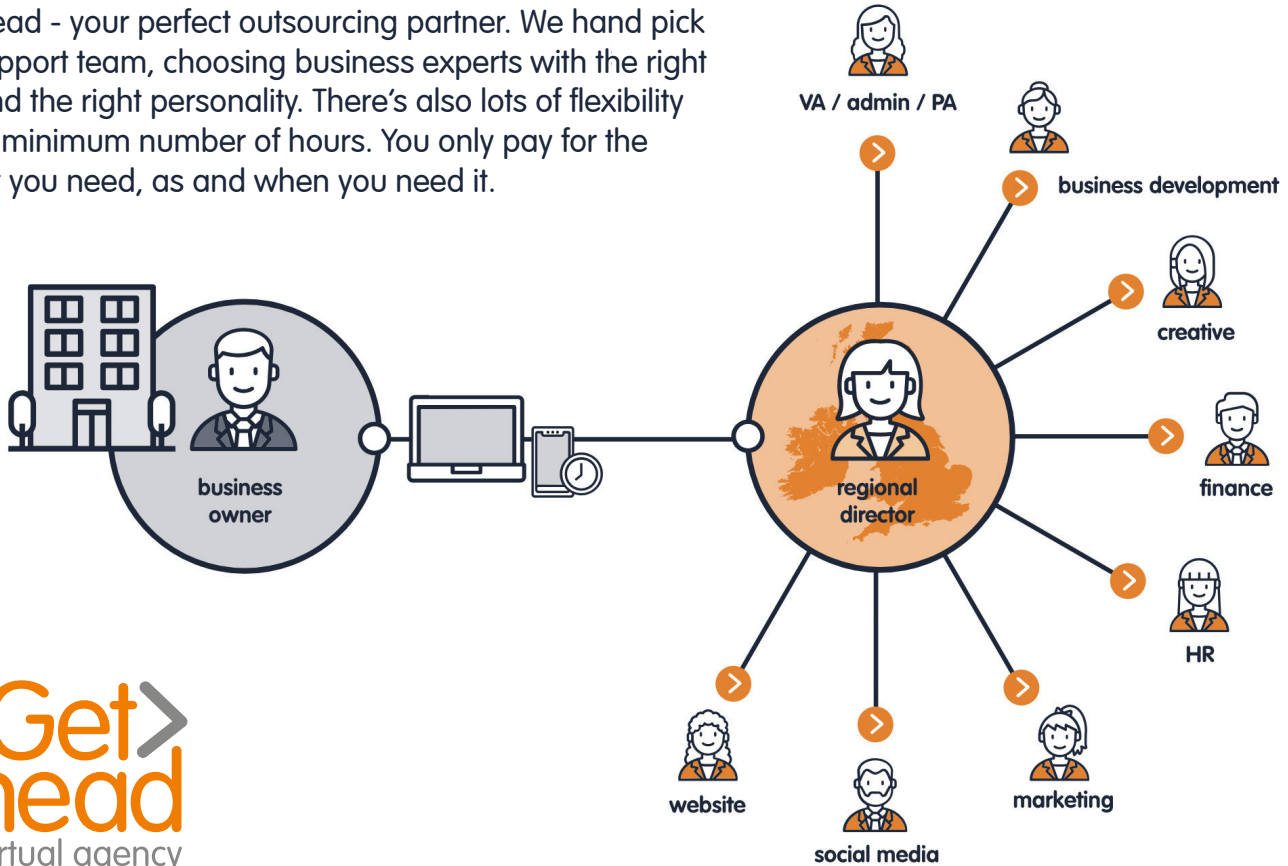 ead - your perfect outsourcing partner. We hand pick
pport team, choosing business experts with the right
nd the right personality. There's also lots of flexibility
minimum number of hours. You only pay for the
you need, as and when you need it.
VA / admin / PA
business development
creative
finance
HR
marketing
social media
website
business
owner
regional
director
Get>
head
rtual agency